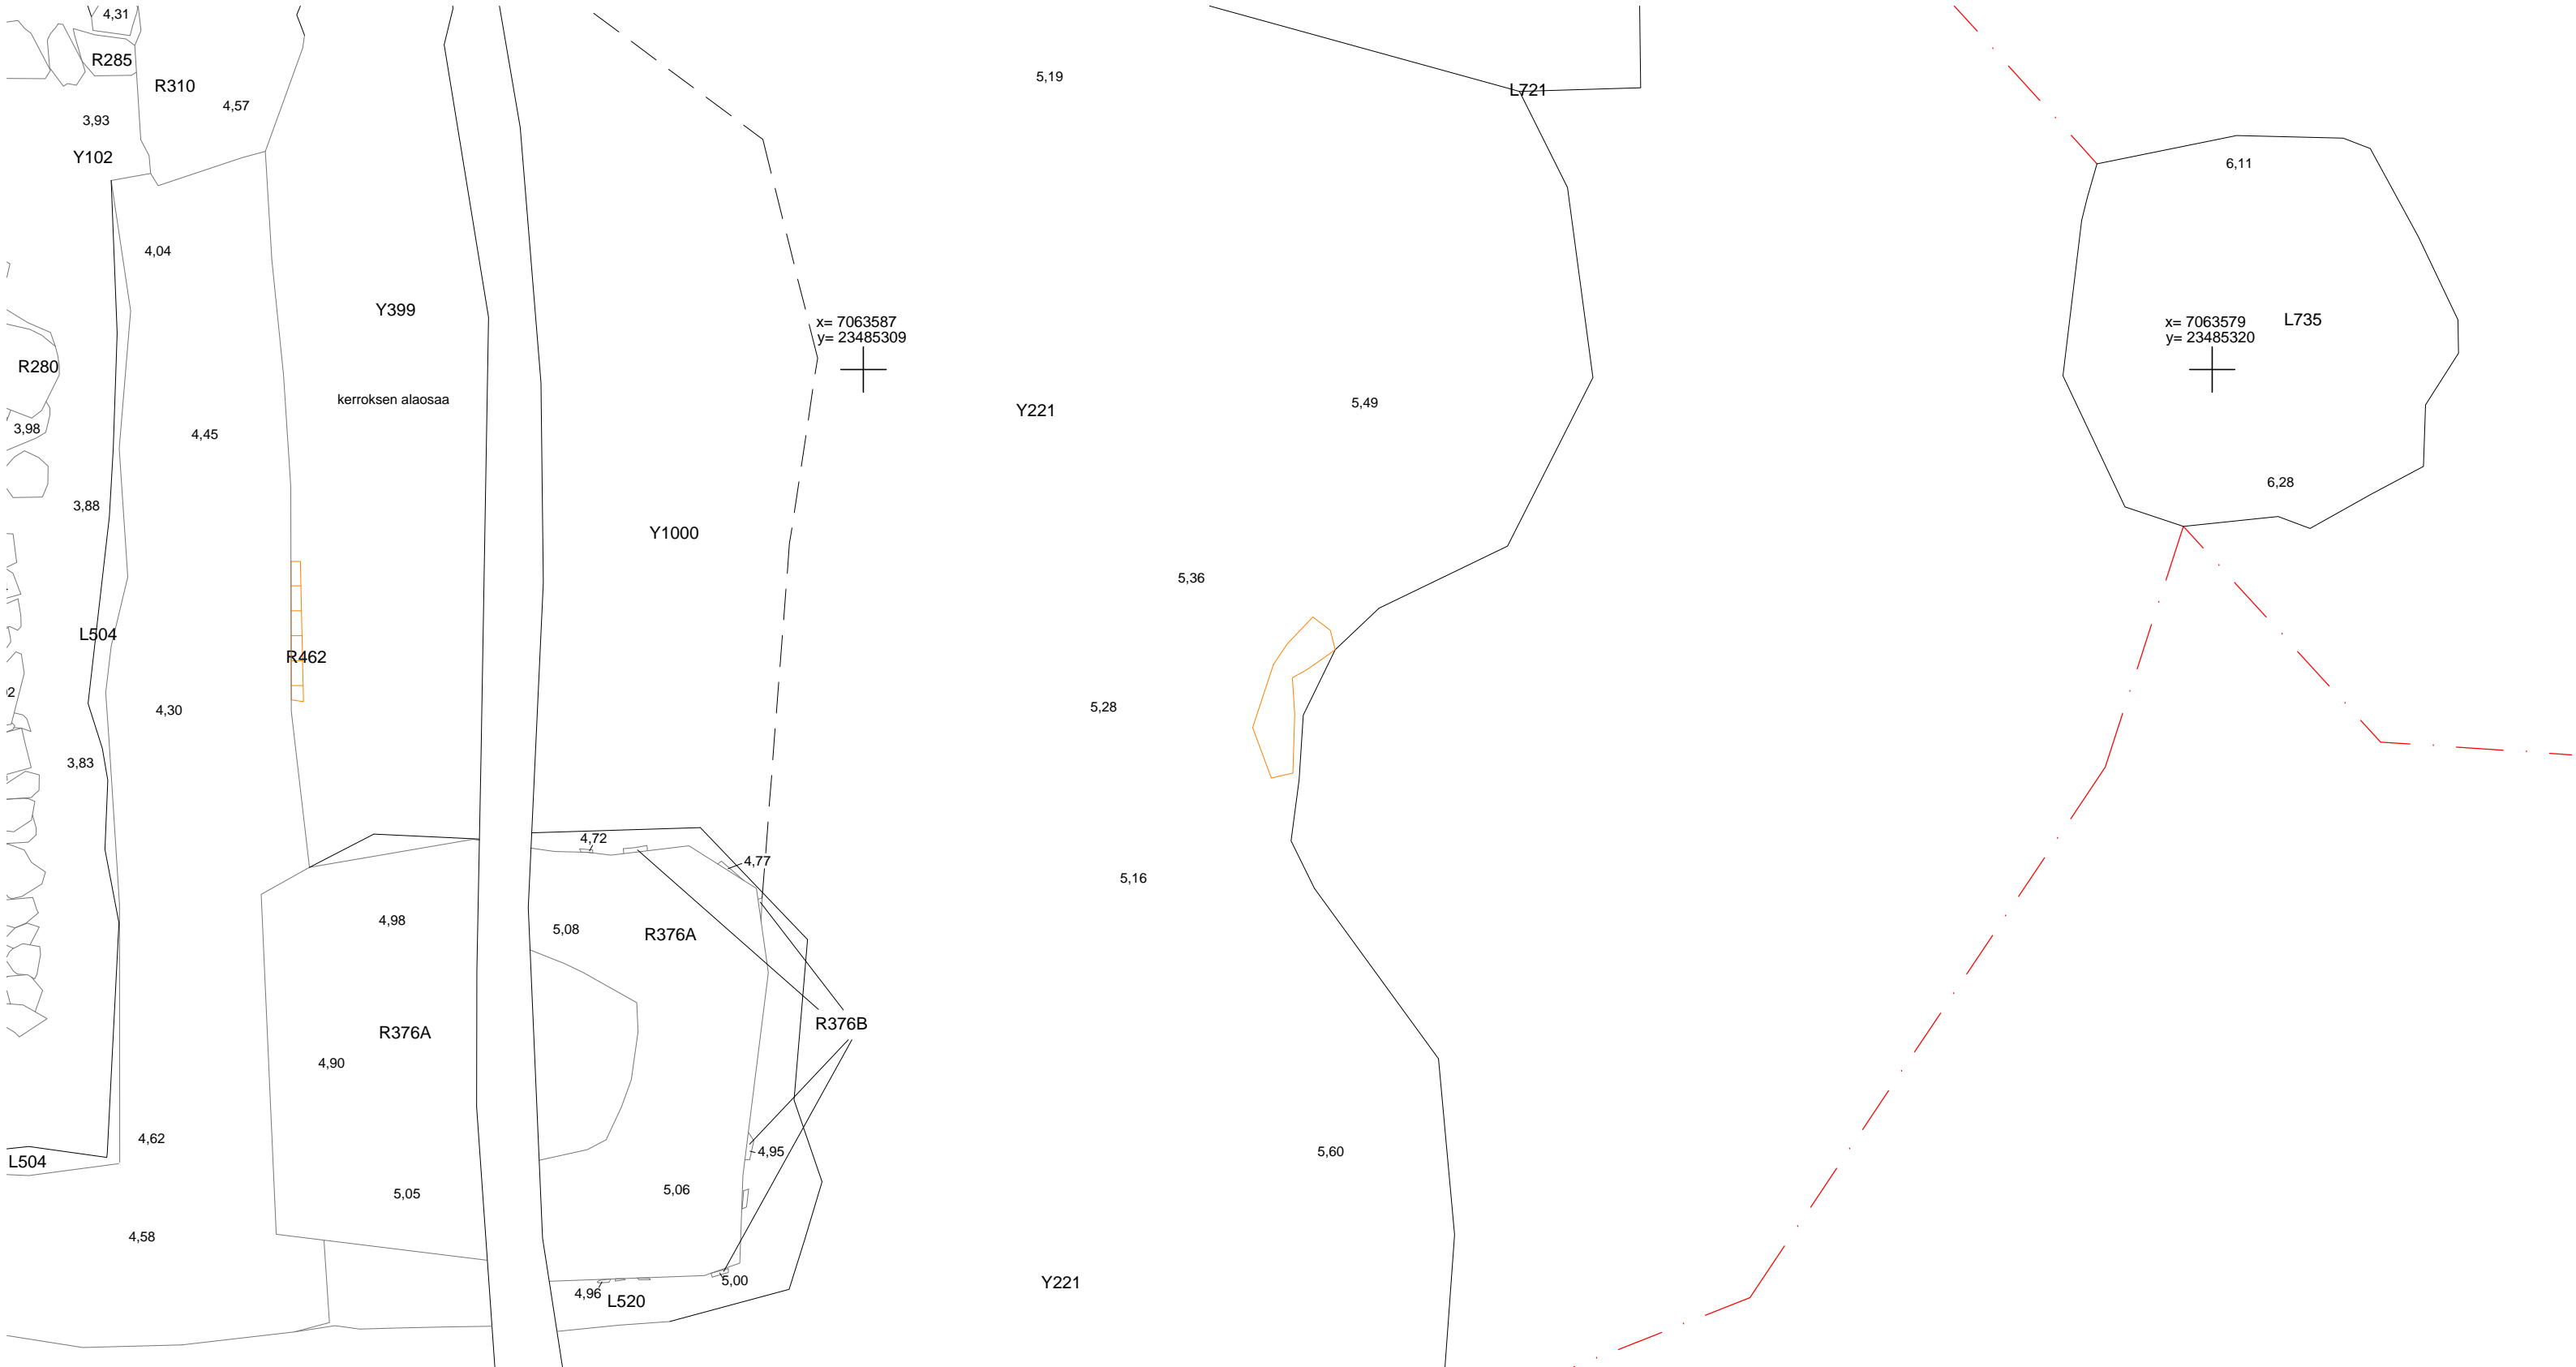 4,31
R285
R310
4,57
3,93
Y102
5,19
L721
6,11
4,04
Y399
x= 7063587
y= 23485309
x= 7063579
y= 23485320
L735
R280
kerroksen alaosaa
Y221
5,49
3,98
4,45
3,88
6,28
Y1000
5,36
L504
R462
4,30
5,28
3,83
4,72
4,77
5,16
4,98
5,08
R376A
R376B
R376A
4,90
4,62
4,95
5,60
L504
5,05
5,06
4,58
5,00
Y221
4,96
L520